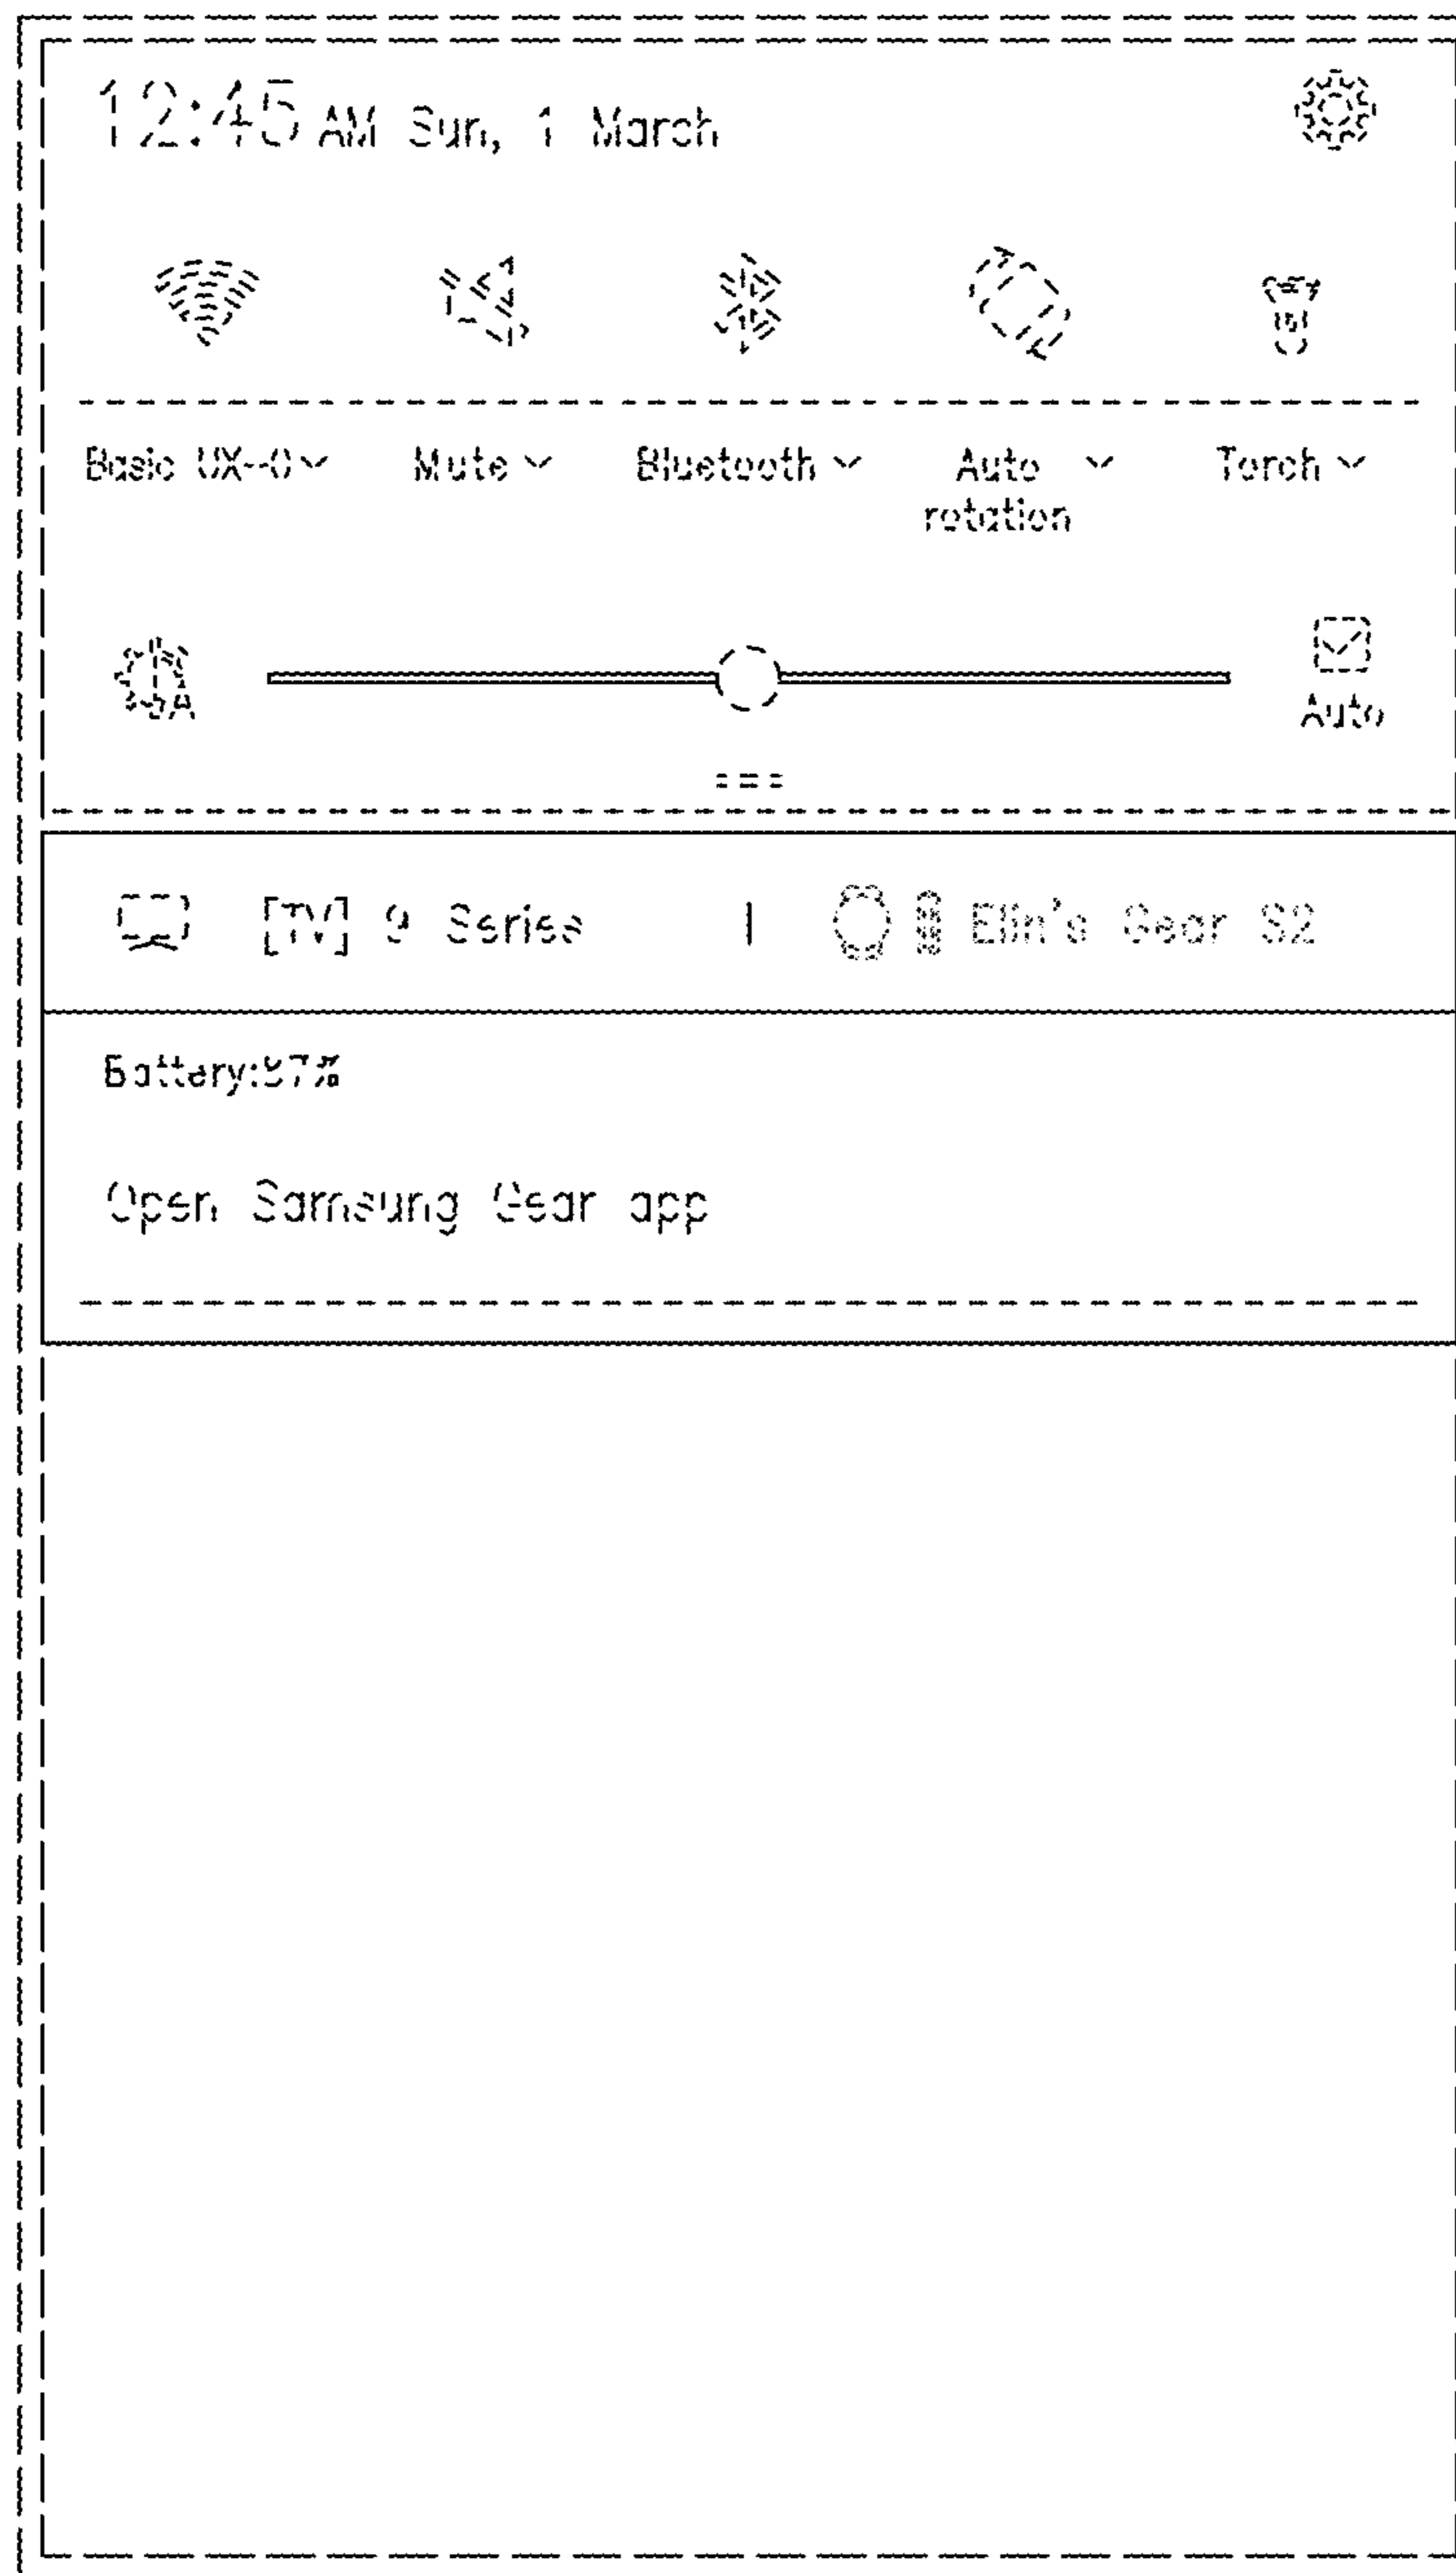 12:45 AM Sun, 1 March
Basic UX-- Mute Bluetooth Auto rotation Torch
A
Auto
[TV] 9 Series | Elin's Gear S2
Battery:97%
Open Samsung Gear app